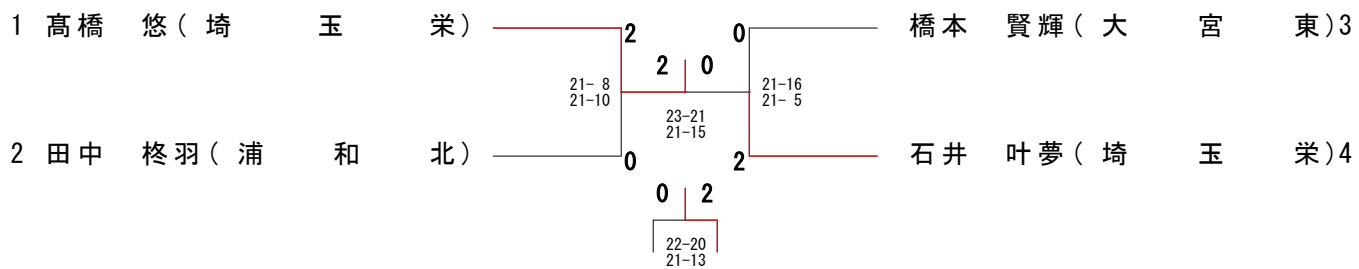 1 髙橋 悠(埼 玉 栄) 2 0 橋本 賢輝(大 宮 東)3
2 0
21- 8 21-16
21-10 21- 5
23-21
21-15
2 田中 柊羽(浦 和 北) 0 2 石井 叶夢(埼 玉 栄)4
0 2
22-20
21-13